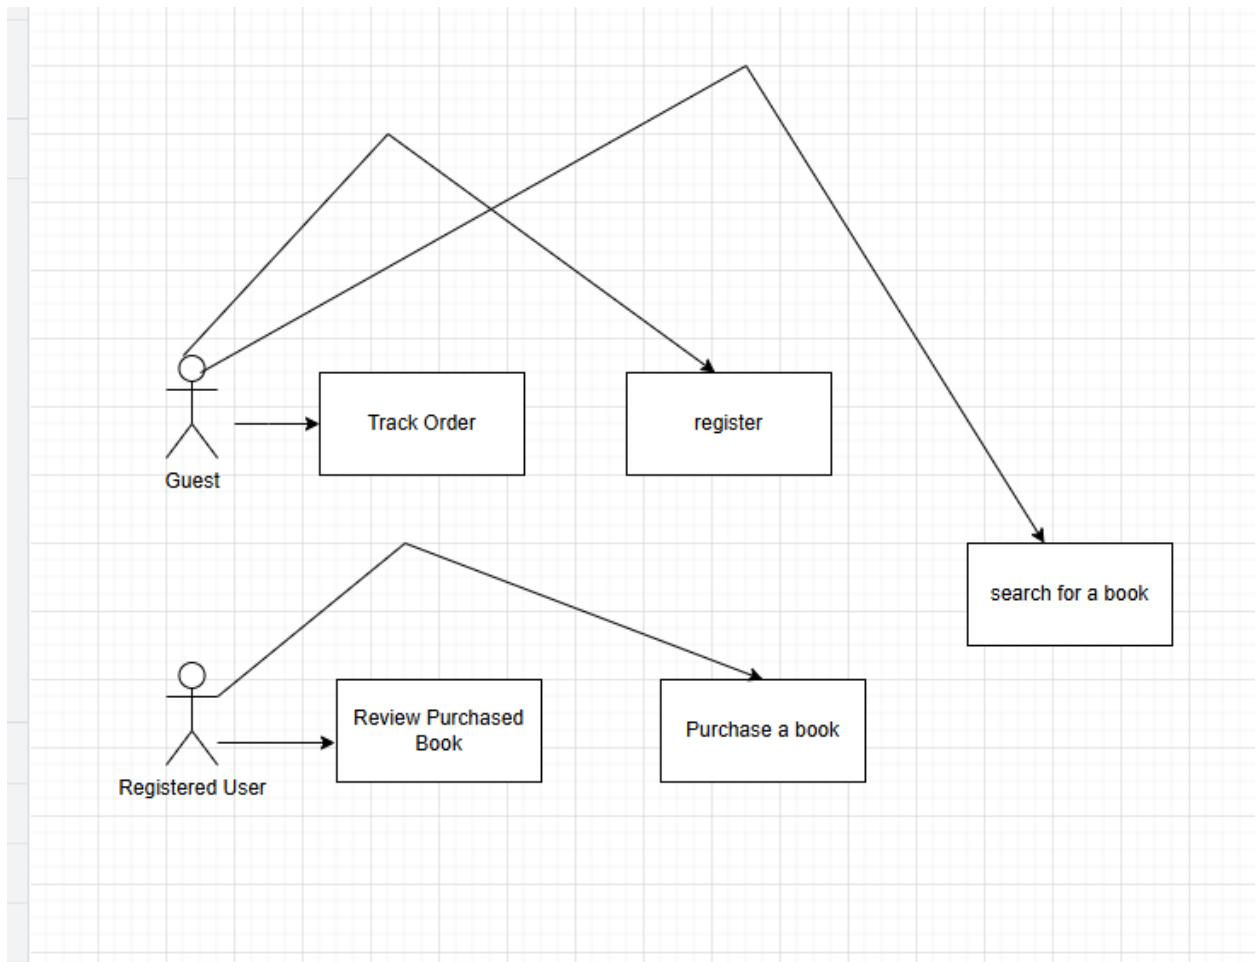 Track Order
register
Guest
search for a book
Review Purchased
Book
Purchase a book
Registered User